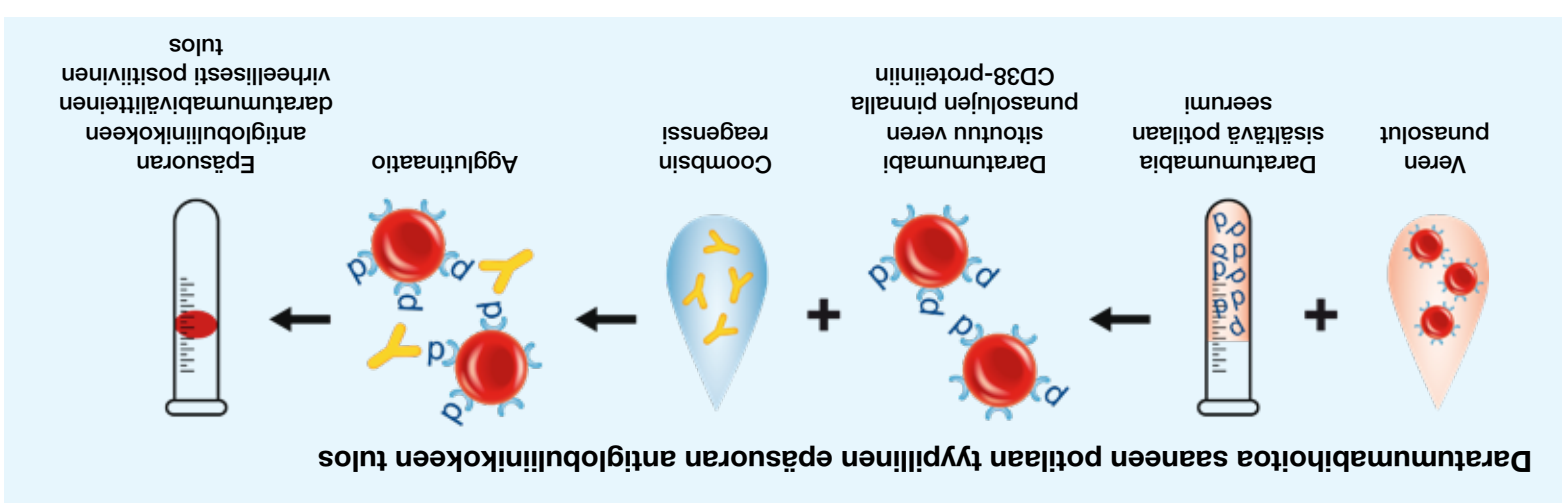 Daratumumabihoitoa saaneen potilaan tyypillinen epäsuoran antiglobuliinikokeen tulos
Veren
punasolut
Daratumumabia
sisältävä potilaan
seerumi
Daratumumabi
sitoutuu veren
punasolujen pinnalla
CD38-proteiiniin
Coombsin
reagenssi
Agglutinaatio
Epäsuoran
antiglobuliinikokeen
daratumumabivälitteinen
virheellisesti positiivinen
tulos